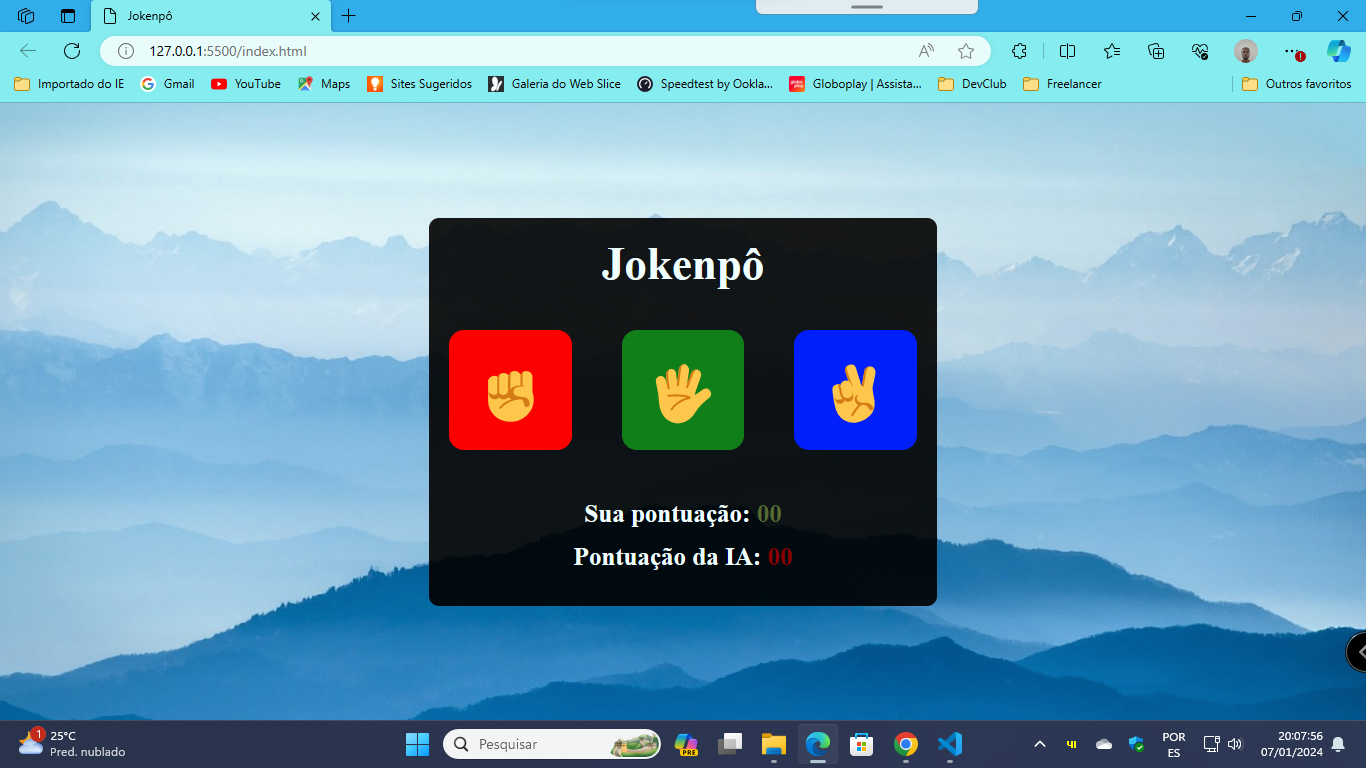 Jokenpô
127.0.0.1:5500/index.html
Importado do IE Gmail YouTube Maps Sites Sugeridos Galeria do Web Slice Speedtest by Ookla... Globoplay | Assista... DevClub Freelancer Outros favoritos
Jokenpô
Sua pontuação: 00
Pontuação da IA: 00
1 25°C
Pred. nublado
Pesquisar
PRE
POR
ES
20:07:56
07/01/2024